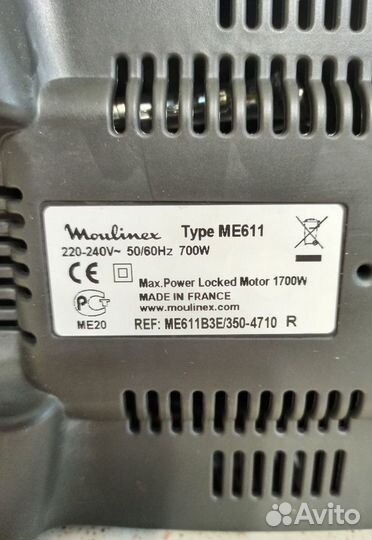 Moulinex Type ME611
220-240V~ 50/60Hz 700W
CE Max.Power Locked Motor 1700W
MADE IN FRANCE
www.moulinex.com
ME20 REF: ME611B3E/350-4710 R
Avito